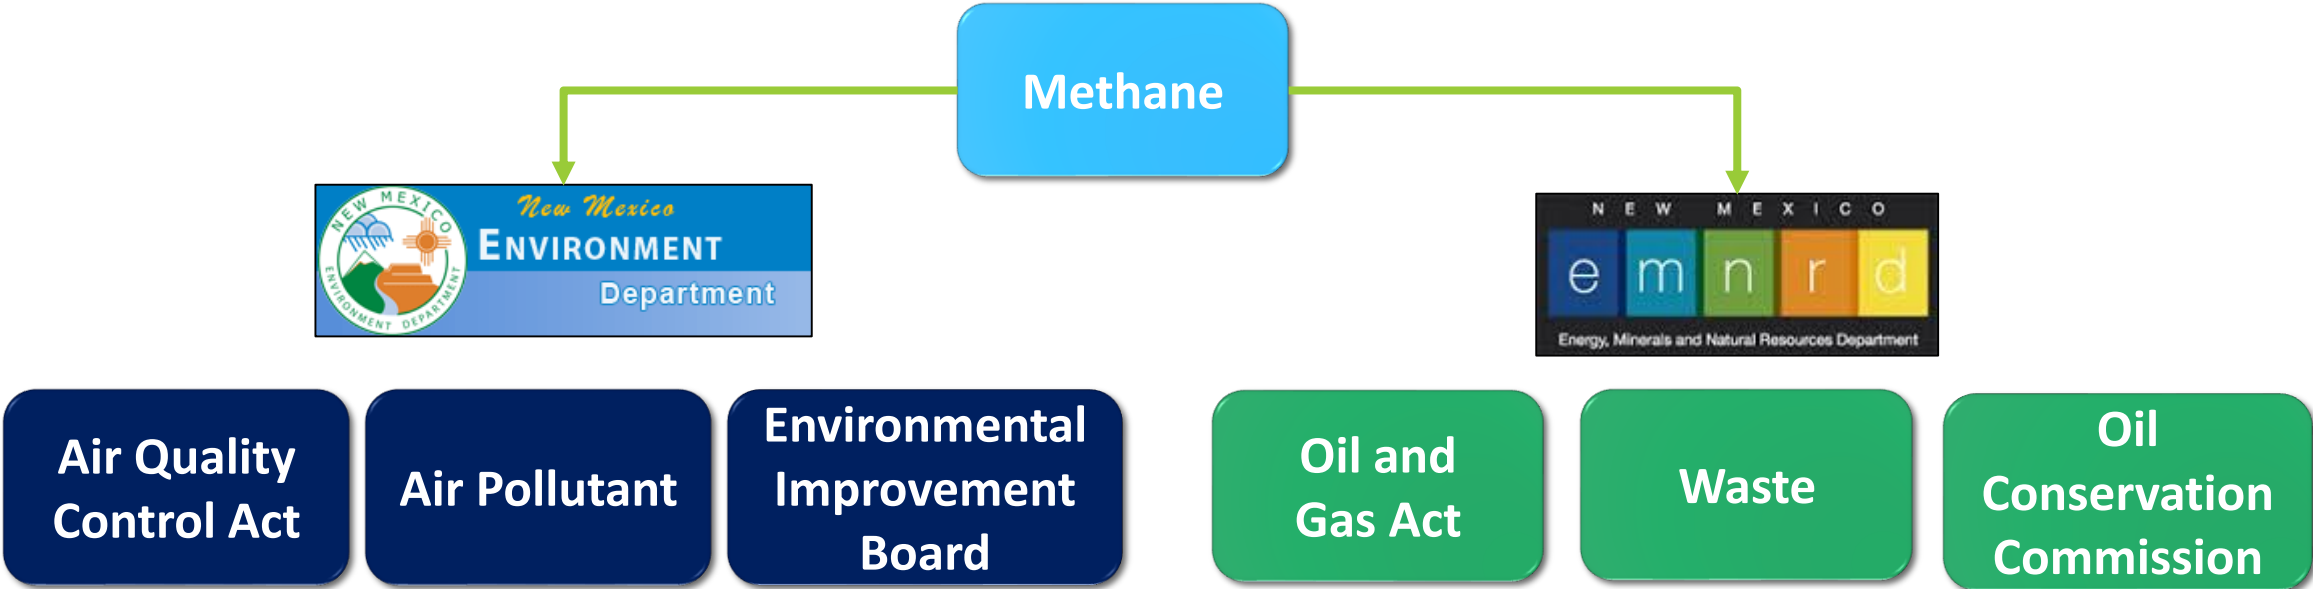 Methane
NEW MEXICO
ENVIRONMENT DEPARTMENT
New Mexico
ENVIRONMENT
Department
NEW MEXICO
e m n r d
Energy, Minerals and Natural Resources Department
Air Quality
Control Act
Air Pollutant
Environmental
Improvement
Board
Oil and
Gas Act
Waste
Oil
Conservation
Commission